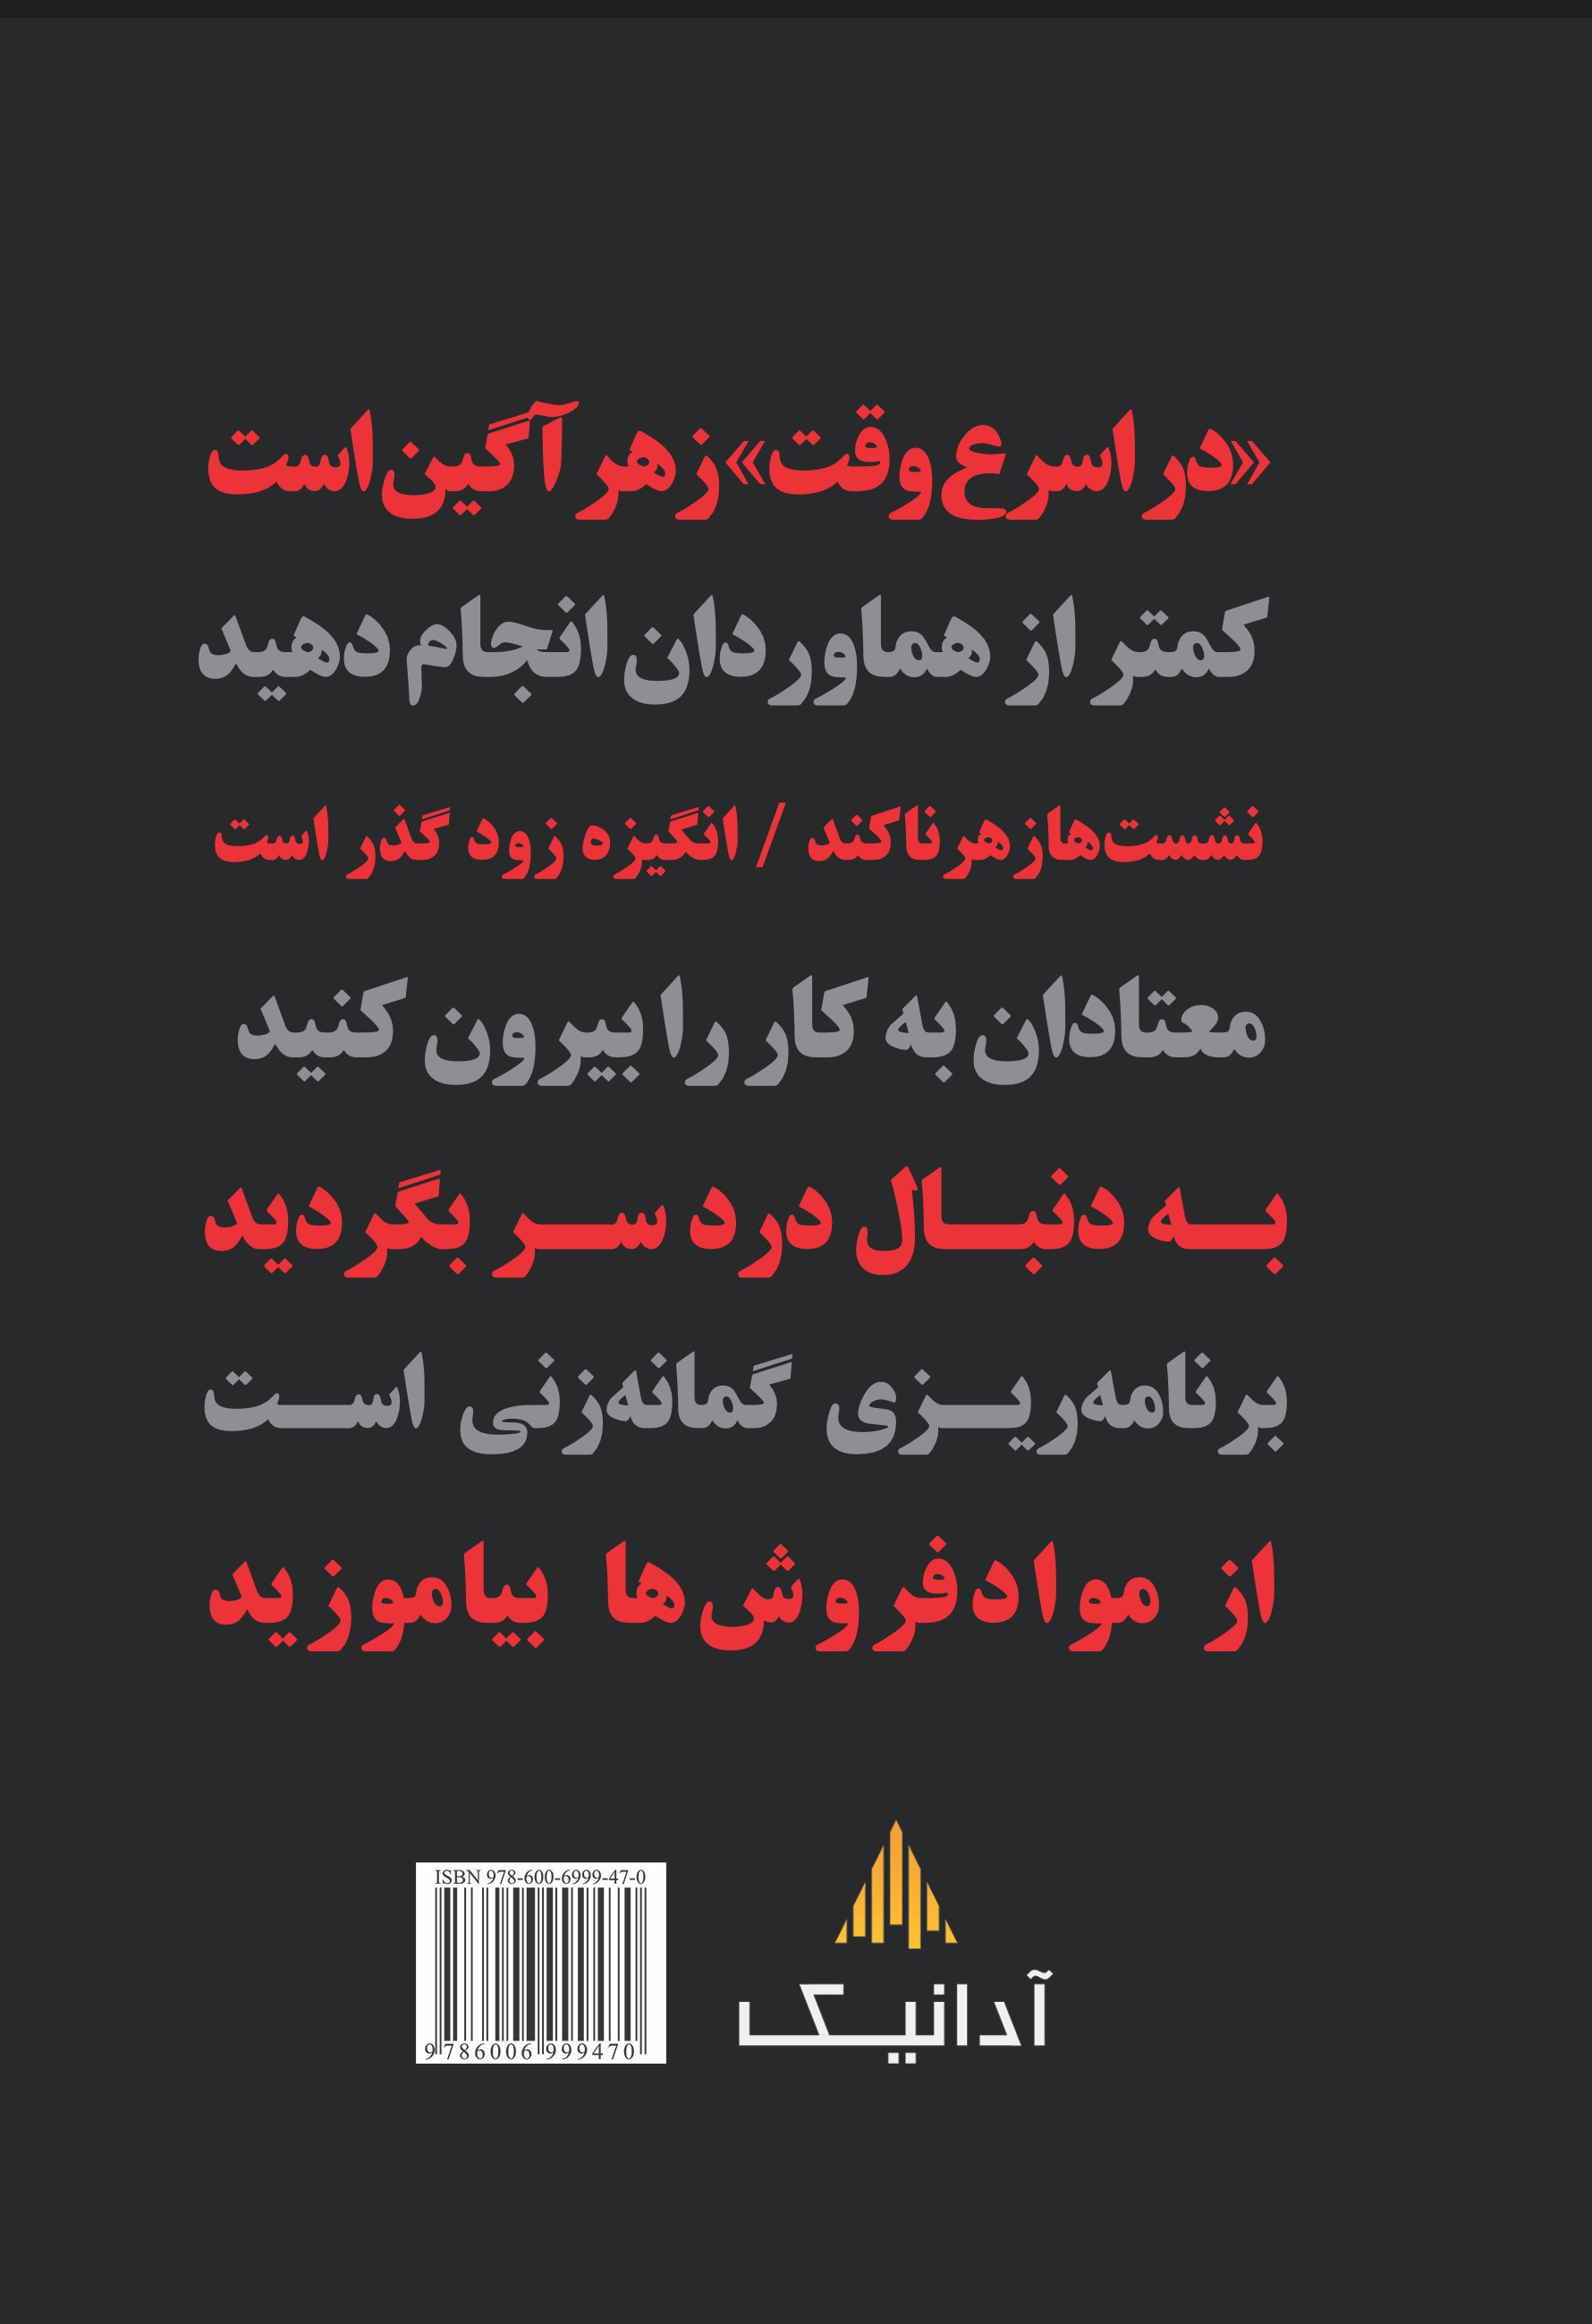 «در اسرع وقت» زهر آگین است
کمتر از هماوردان انجام دهید
نشست‌ها زهرناکند / انگیزه زود گذر است
معتادان به کار را بیرون کنید
به دنبال درد سر بگردید
برنامه‌ریزی گمانه‌زنی است
از موادفروش‌ها بیاموزید
آدانیک
ISBN 978-600-6999-47-0
9 786006 999470